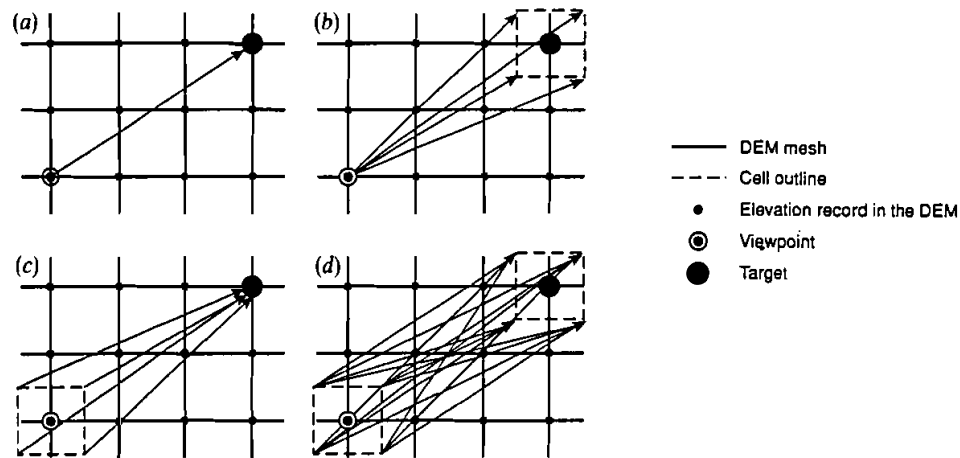 (a)
(b)
(c)
(d)
DEM mesh
Cell outline
Elevation record in the DEM
Viewpoint
Target